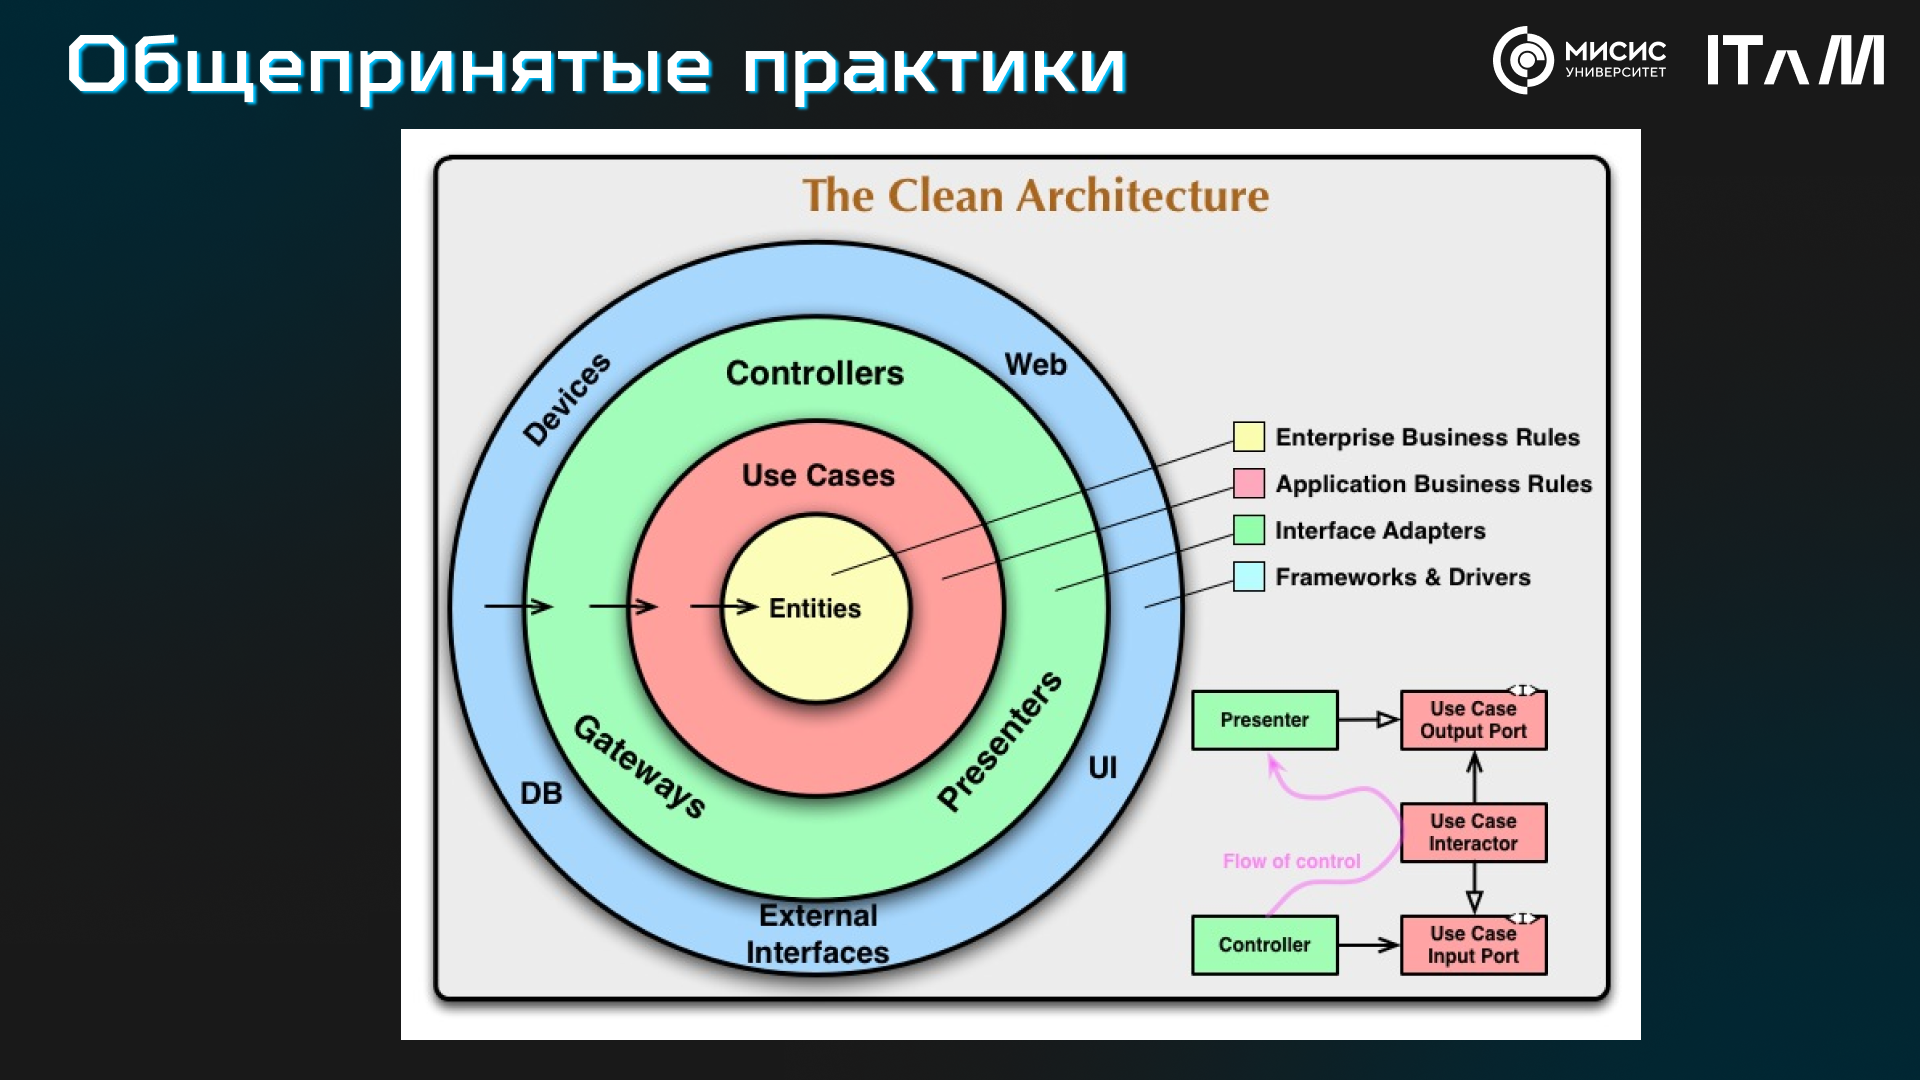 Общепринятые практики
МИСИС
УНИВЕРСИТЕТ
ITAM
The Clean Architecture
Devices
Controllers
Web
Use Cases
Entities
Gateways
Presenters
DB
UI
External
Interfaces
Enterprise Business Rules
Application Business Rules
Interface Adapters
Frameworks & Drivers
Presenter
<I>
Use Case
Output Port
Use Case
Interactor
Flow of control
Controller
<I>
Use Case
Input Port